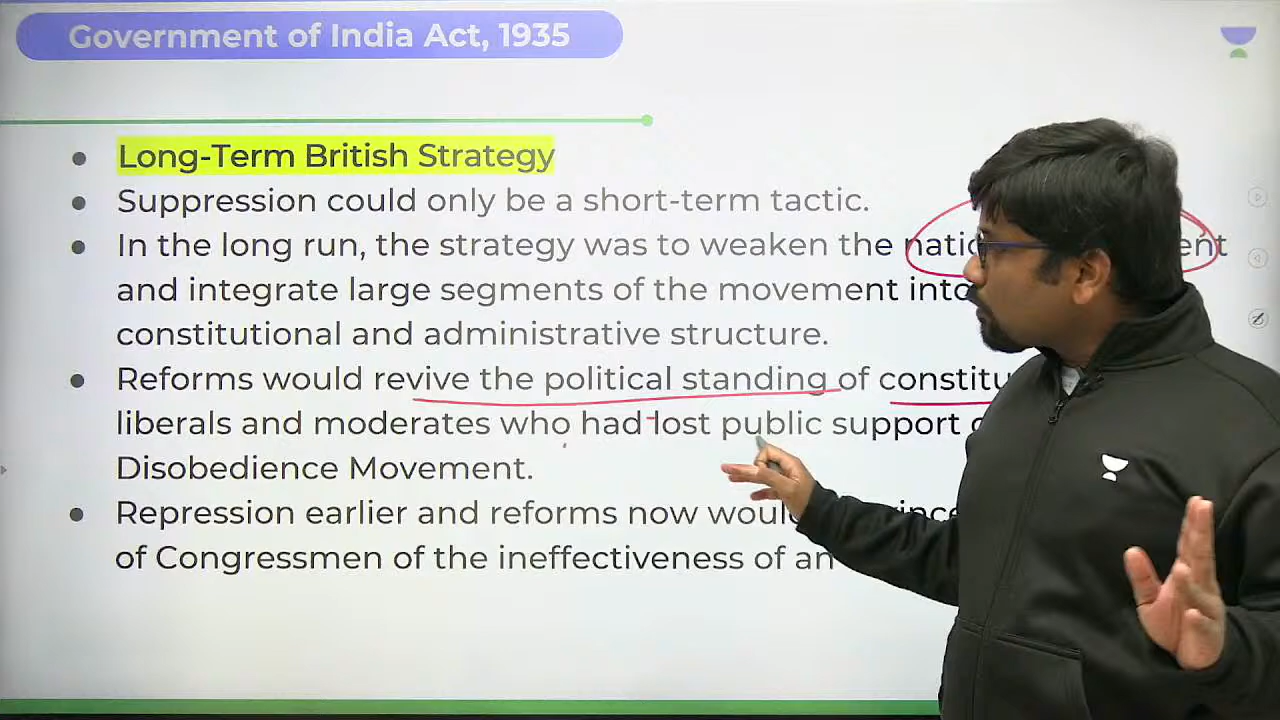 Government of India Act, 1935
Long-Term British Strategy
Suppression could only be a short-term tactic.
In the long run, the strategy was to weaken the
and integrate large segments of the movement into
constitutional and administrative structure.
Reforms would revive the political standing of
liberals and moderates who had lost public support
Disobedience Movement.
Repression earlier and reforms now would
of Congressmen of the ineffectiveness of an